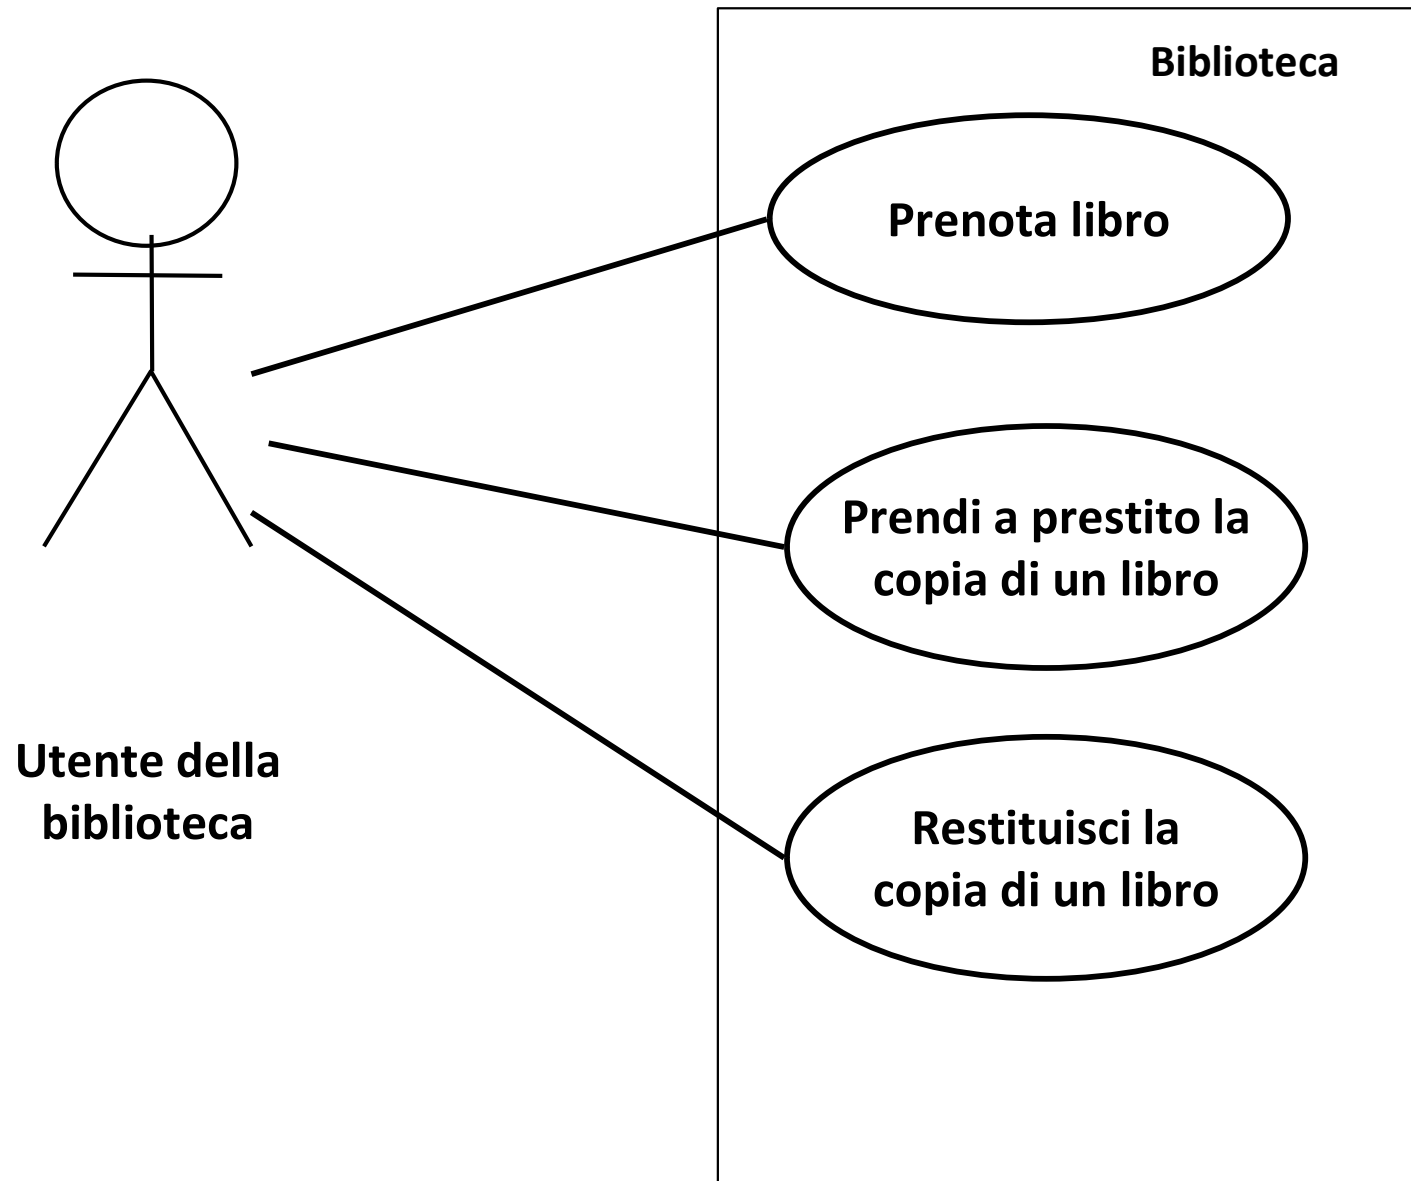 Biblioteca
Prenota libro
Prendi a prestito la
copia di un libro
Utente della
biblioteca
Restituisci la
copia di un libro